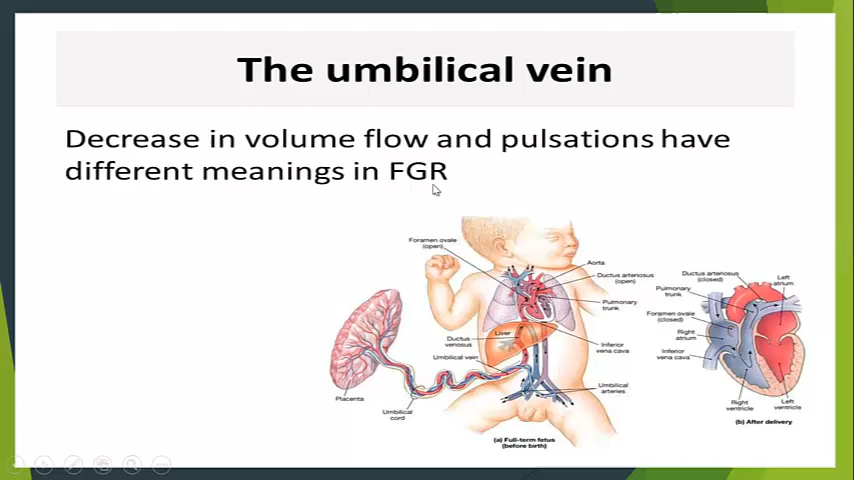 The umbilical vein
Decrease in volume flow and pulsations have
different meanings in FGR
Foramen ovale
(open)
Aorta
Ductus arteriosus
(open)
Pulmonary
trunk
Liver
Ductus
venosus
Inferior
vena cava
Umbilical vein
Umbilical
arteries
Placenta
Umbilical
cord
(a) Full-term fetus
(before birth)
Ductus arteriosus
(closed)
Left
atrium
Pulmonary
trunk
Foramen ovale
(closed)
Right
atrium
Inferior
vena cava
Right
ventricle
Left
ventricle
(b) After delivery